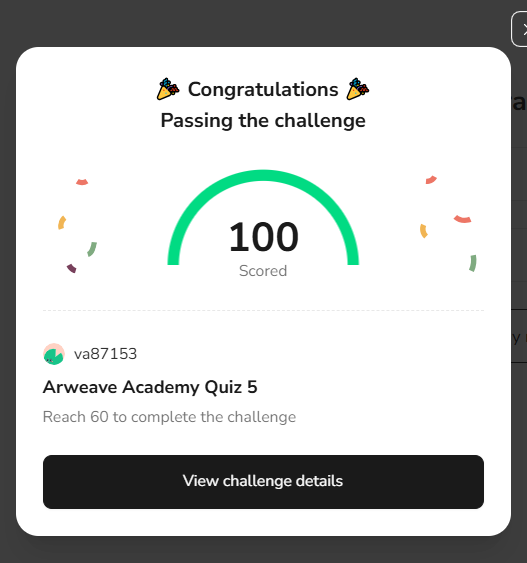 🎉 Congratulations 🎉
Passing the challenge
100
Scored
va87153
Arweave Academy Quiz 5
Reach 60 to complete the challenge
View challenge details